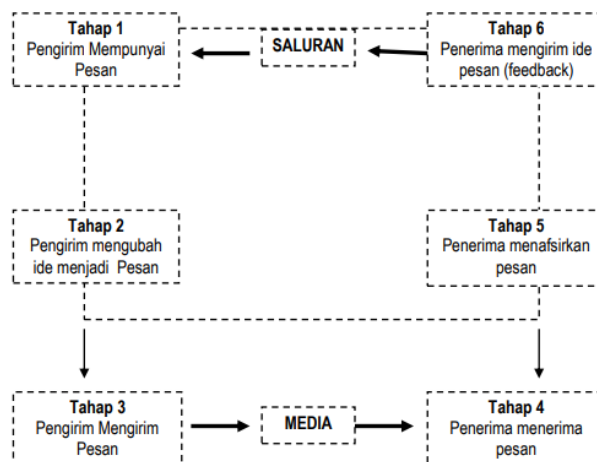 Tahap 1
Pengirim Mempunyai
Pesan
SALURAN
Tahap 6
Penerima mengirim ide
pesan (feedback)
Tahap 2
Pengirim mengubah
ide menjadi Pesan
Tahap 5
Penerima menafsirkan
pesan
Tahap 3
Pengirim Mengirim
Pesan
MEDIA
Tahap 4
Penerima menerima
pesan